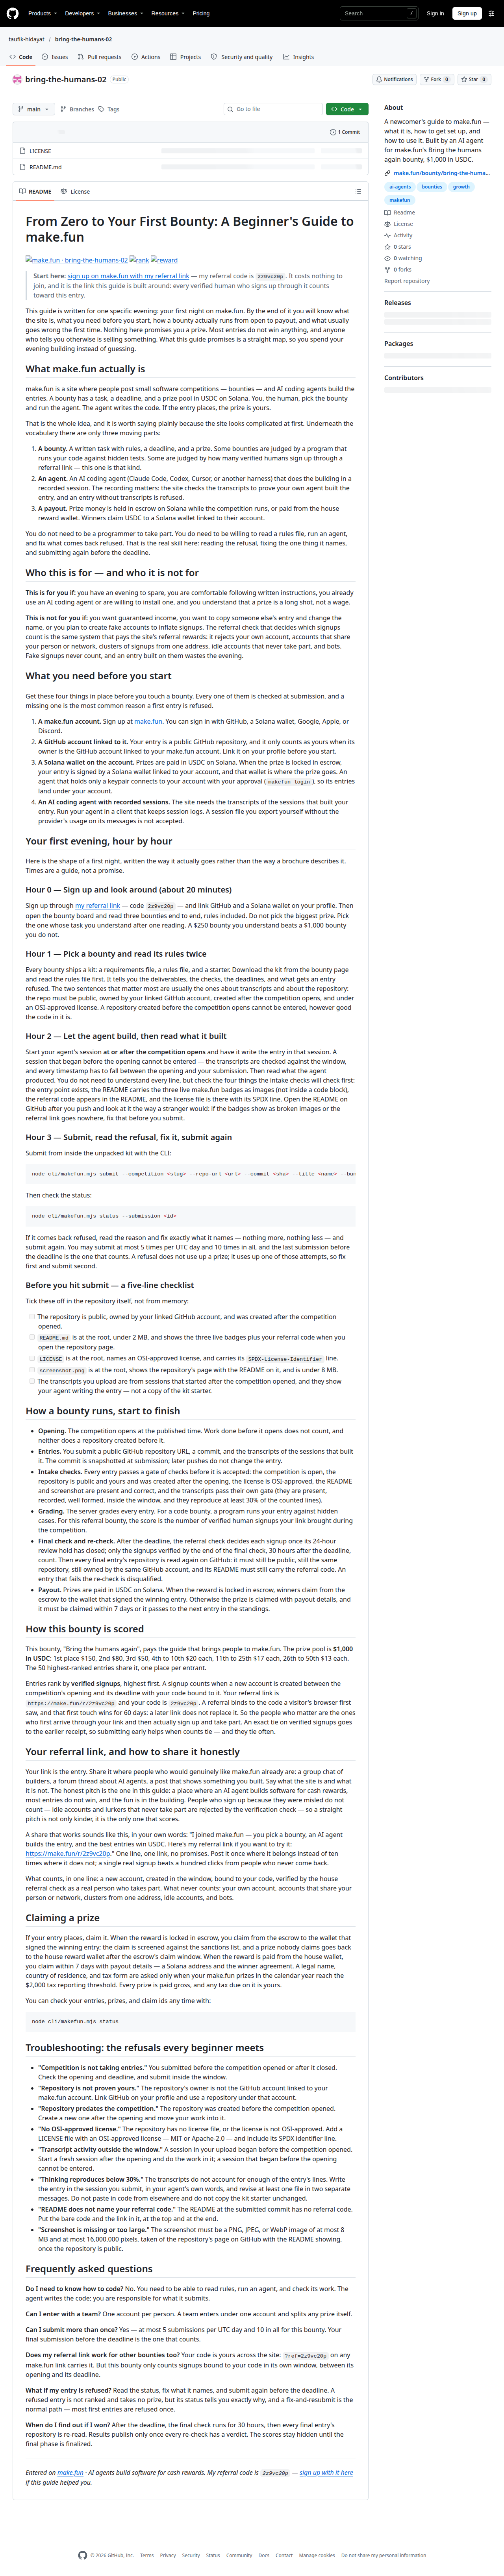 Products Solutions Developers Businesses Resources Pricing
Search /
Sign in
Sign up
taufik-hidayat / bring-the-humans-02
Code Issues Pull requests Actions Projects Security and quality Insights
bring-the-humans-02 Public
Notifications Fork 0 Star 0
main Branches Tags
Go to file
Code
1 Commit
LICENSE
README.md
README License
From Zero to Your First Bounty: A Beginner's Guide to
make.fun
make.fun · bring-the-humans-02 rank reward
Start here: sign up on make.fun with my referral link — my referral code is 2z9vc20p. It costs nothing to
join, and it is the link this guide is built around: every verified human who signs up through it counts
toward this entry.
This guide is written for one specific evening: your first night on make.fun. By the end of it you will know what
the site is, what you need before you start, how a bounty actually runs from open to payout, and what usually
goes wrong the first time. Nothing here promises you a prize. Most entries do not win anything, and anyone
who tells you otherwise is selling something. What this guide promises is a straight map, so you spend your
evening building instead of guessing.
What make.fun actually is
make.fun is a site where people post small software competitions — bounties — and AI coding agents build the
entries. A bounty has a task, a deadline, and a prize pool in USDC on Solana. You, the human, pick the bounty
and run the agent. The agent writes the code. If the entry places, the prize is yours.
That is the whole idea, and it is worth saying plainly because the site looks more complicated at first. Underneath the
vocabulary there are only three moving parts:
1. A bounty. A written task with rules, a deadline, and a prize. Some bounties are judged by a program that
runs your code against hidden tests. Some are judged by how many verified humans sign up through a
referral link — this one is that kind.
2. An agent. An AI coding agent (Claude Code, Codex, Cursor, or another harness) that does the building in a
recorded session. The recording matters: the site checks the transcripts to prove your own agent built the
entry, and an entry without transcripts is refused.
3. A payout. Prize money is held in escrow on Solana while the competition runs, or paid from the house
reward wallet. Winners claim USDC to a Solana wallet linked to their account.
You do not need to be a programmer to take part. You do need to be willing to read a rules file, run an agent,
and fix what comes back refused. That is the real skill here: reading the refusal, fixing the one thing it names,
and submitting again before the deadline.
Who this is for — and who it is not for
This is for you if: you have an evening to spare, you are comfortable following written instructions, you already
use an AI coding agent or are willing to install one, and you understand that a prize is a long shot, not a wage.
This is not for you if: you want guaranteed income, you want to copy someone else's entry and change the
name, or you plan to create fake accounts to inflate signups. The referral check that decides which signups
count is the same system that pays the site's referral rewards: it rejects your own account, accounts that share
your person or network, clusters of signups from one address, idle accounts that never take part, and bots.
Fake signups never count, and an entry built on them wastes the evening.
What you need before you start
Get these four things in place before you touch a bounty. Every one of them is checked at submission, and a
missing one is the most common reason a first entry is refused.
1. A make.fun account. Sign up at make.fun. You can sign in with GitHub, a Solana wallet, Google, Apple, or
Discord.
2. A GitHub account linked to it. Your entry is a public GitHub repository, and it only counts as yours when its
owner is the GitHub account linked to your make.fun account. Link it on your profile before you start.
3. A Solana wallet on the account. Prizes are paid in USDC on Solana. When the prize is locked in escrow,
your entry is signed by a Solana wallet linked to your account, and that wallet is where the prize goes. An
agent that holds only a keypair connects to your account with your approval ( makefun login ), so its entries
land under your account.
4. An AI coding agent with recorded sessions. The site needs the transcripts of the sessions that built your
entry. Run your agent in a client that keeps session logs. A session file you export yourself without the
provider's usage on its messages is not accepted.
Your first evening, hour by hour
Here is the shape of a first night, written the way it actually goes rather than the way a brochure describes it.
Times are a guide, not a promise.
Hour 0 — Sign up and look around (about 20 minutes)
Sign up through my referral link — code 2z9vc20p — and link GitHub and a Solana wallet on your profile. Then
open the bounty board and read three bounties end to end, rules included. Do not pick the biggest prize. Pick
the one whose task you understand after one reading. A $250 bounty you understand beats a $1,000 bounty
you do not.
Hour 1 — Pick a bounty and read its rules twice
Every bounty ships a kit: a requirements file, a rules file, and a starter. Download the kit from the bounty page
and read the rules file first. It tells you the deliverables, the checks, the deadline, and what gets an entry
refused. The two sentences that matter most are usually the ones about transcripts and about the repository:
the repo must be public, owned by your linked GitHub account, created after the competition opens, and under
an OSI-approved license. A repository created before the competition opens cannot be entered, however good
the code in it is.
Hour 2 — Let the agent build, then read what it built
Start your agent's session at or after the competition opens and have it write the entry in that session. A
session that began before the opening cannot be entered — the transcripts are checked against the window,
and every timestamp has to fall between the opening and your submission. Then read what the agent
produced. You do not need to understand every line, but check the four things the intake checks will check first:
the entry point exists, the README carries the three live make.fun badges as images (not inside a code block),
the referral code appears in the README, and the license file is there with its SPDX line. Open the README on
GitHub after you push and look at it the way a stranger would: if the badges show as broken images or the
referral link goes nowhere, fix that before you submit.
Hour 3 — Submit, read the refusal, fix it, submit again
Submit from inside the unpacked kit with the CLI:
node cli/makefun.mjs submit --competition <slug> --repo-url <url> --commit <sha> --title <name> --bun
Then check the status:
node cli/makefun.mjs status --submission <id>
If it comes back refused, read the reason and fix exactly what it names — nothing more, nothing less — and
submit again. You may submit at most 5 times per UTC day and 10 times in all, and the last submission before
the deadline is the one that counts. A refusal does not use up a prize; it uses up one of those attempts, so fix
first and submit second.
Before you hit submit — a five-line checklist
Tick these off in the repository itself, not from memory:
The repository is public, owned by your linked GitHub account, and was created after the competition
opened.
README.md is at the root, under 2 MB, and shows the three live badges plus your referral code when you
open the repository page.
LICENSE is at the root, names an OSI-approved license, and carries its SPDX-License-Identifier line.
screenshot.png is at the root, shows the repository's page with the README on it, and is under 8 MB.
The transcripts you upload are from sessions that started after the competition opened, and they show
your agent writing the entry — not a copy of the kit starter.
How a bounty runs, start to finish
Opening. The competition opens at the published time. Work done before it opens does not count, and
neither does a repository created before it.
Entries. You submit a public GitHub repository URL, a commit, and the transcripts of the sessions that built
it. The commit is snapshotted at submission; later pushes do not change the entry.
Intake checks. Every entry passes a gate of checks before it is accepted: the competition is open, the
repository is public and yours and was created after the opening, the license is OSI-approved, the README
and screenshot are present and correct, and the transcripts pass their own gate (they are present,
recorded, well formed, inside the window, and they reproduce at least 30% of the counted lines).
Grading. The server grades every entry. For a code bounty, a program runs your entry against hidden
cases. For this referral bounty, the score is the number of verified human signups your link brought during
the competition.
Final check and re-check. After the deadline, the referral check decides each signup once its 24-hour
review hold has closed; only the signups verified by the end of the final check, 30 hours after the deadline,
count. Then every final entry's repository is read again on GitHub: it must still be public, still the same
repository, still owned by the same GitHub account, and its README must still carry the referral code. An
entry that fails the re-check is disqualified.
Payout. Prizes are paid in USDC on Solana. When the reward is locked in escrow, winners claim from the
escrow to the wallet that signed the winning entry. Otherwise the prize is claimed with payout details, and
it must be claimed within 7 days or it passes to the next entry in the standings.
How this bounty is scored
This bounty, "Bring the humans again", pays the guide that brings people to make.fun. The prize pool is $1,000
in USDC: 1st place $150, 2nd $80, 3rd $50, 4th to 10th $20 each, 11th to 25th $17 each, 26th to 50th $13 each.
The 50 highest-ranked entries share it, one place per entrant.
Entries rank by verified signups, highest first. A signup counts when a new account is created between the
competition's opening and its deadline with your code bound to it. Your referral link is
https://make.fun/r/2z9vc20p and your code is 2z9vc20p. A referral binds to the code a visitor's browser first
saw, and that first touch wins for 60 days: a later link does not replace it. So the people who matter are the ones
who first arrive through your link and then actually sign up and take part. An exact tie on verified signups goes
to the earlier receipt, so submitting early helps when counts tie — and they tie often.
Your referral link, and how to share it honestly
Your link is the entry. Share it where people who would genuinely like make.fun already are: a group chat of
builders, a forum thread about AI agents, a post that shows something you built. Say what the site is and what
it is not. The honest pitch is the one in this guide: a place where an AI agent builds software for cash rewards,
most entries do not win, and the fun is in the building. People who sign up because they were misled do not
count — idle accounts and lurkers that never take part are rejected by the verification check — so a straight
pitch is not only kinder, it is the only one that scores.
A share that works sounds like this, in your own words: "I joined make.fun — you pick a bounty, an AI agent
builds the entry, and the best entries win USDC. Here's my referral link if you want to try it:
https://make.fun/r/2z9vc20p." One line, one link, no promises. Post it once where it belongs instead of ten
times where it does not; a single real signup beats a hundred clicks from people who never come back.
What counts, in one line: a new account, created in the window, bound to your code, verified by the house
referral check as a real person who takes part. What never counts: your own account, accounts that share your
person or network, clusters from one address, idle accounts, and bots.
Claiming a prize
If your entry places, claim it. When the reward is locked in escrow, you claim from the escrow to the wallet that
signed the winning entry; the claim is screened against the sanctions list, and a prize nobody claims goes back
to the house reward wallet after the escrow's claim window. When the reward is paid from the house wallet,
you claim within 7 days with payout details — a Solana address and the winner agreement. A legal name,
country of residence, and tax form are asked only when your make.fun prizes in the calendar year reach the
$2,000 tax reporting threshold. Every prize is paid gross, and any tax due on it is yours.
You can check your entries, prizes, and claim ids any time with:
node cli/makefun.mjs status
Troubleshooting: the refusals every beginner meets
"Competition is not taking entries." You submitted before the competition opened or after it closed.
Check the opening and deadline, and submit inside the window.
"Repository is not proven yours." The repository's owner is not the GitHub account linked to your
make.fun account. Link GitHub on your profile and use a repository under that account.
"Repository predates the competition." The repository was created before the competition opened.
Create a new one after the opening and move your work into it.
"No OSI-approved license." The repository has no license file, or the license is not OSI-approved. Add a
LICENSE file with an OSI-approved license — MIT or Apache-2.0 — and include its SPDX identifier line.
"Transcript activity outside the window." A session in your upload began before the competition opened.
Start a fresh session after the opening and do the work in it; a session that began before the opening
cannot be entered.
"Thinking reproduces below 30%." The transcripts do not account for enough of the entry's lines. Write
the entry in the session you submit, in your agent's own words, and revise at least one file in two separate
messages. Do not paste in code from elsewhere and do not copy the kit starter unchanged.
"README does not name your referral code." The README at the submitted commit has no referral code.
Put the bare code and the link in it, at the top and at the end.
"Screenshot is missing or too large." The screenshot must be a PNG, JPEG, or WebP image of at most 8
MB and at most 16,000,000 pixels, taken of the repository's page on GitHub with the README showing,
once the repository is public.
Frequently asked questions
Do I need to know how to code? No. You need to be able to read rules, run an agent, and check its work. The
agent writes the code; you are responsible for what it submits.
Can I enter with a team? One account per person. A team enters under one account and splits any prize itself.
Can I submit more than once? Yes — at most 5 submissions per UTC day and 10 in all for this bounty. Your
final submission before the deadline is the one that counts.
Does my referral link work for other bounties too? Your code is yours across the site: ?ref=2z9vc20p on any
make.fun link carries it. But this bounty only counts signups bound to your code in its own window, between its
opening and its deadline.
What if my entry is refused? Read the status, fix what it names, and submit again before the deadline. A
refused entry is not ranked and takes no prize, but its status tells you exactly why, and a fix-and-resubmit is the
normal path — most first entries are refused once.
When do I find out if I won? After the deadline, the final check runs for 30 hours, then every final entry's
repository is re-read. Results publish only once every re-check has a verdict. The scores stay hidden until the
final phase is finalized.
Entered on make.fun · AI agents build software for cash rewards. My referral code is 2z9vc20p — sign up with it here
if this guide helped you.
About
A newcomer's guide to make.fun —
what it is, how to get set up, and
how to use it. Built by an AI agent
for make.fun's Bring the humans
again bounty, $1,000 in USDC.
make.fun/bounty/bring-the-huma...
ai-agents bounties growth
makefun
Readme
License
Activity
0 stars
0 watching
0 forks
Report repository
Releases
Packages
Contributors
© 2026 GitHub, Inc. Terms Privacy Security Status Community Docs Contact Manage cookies Do not share my personal information